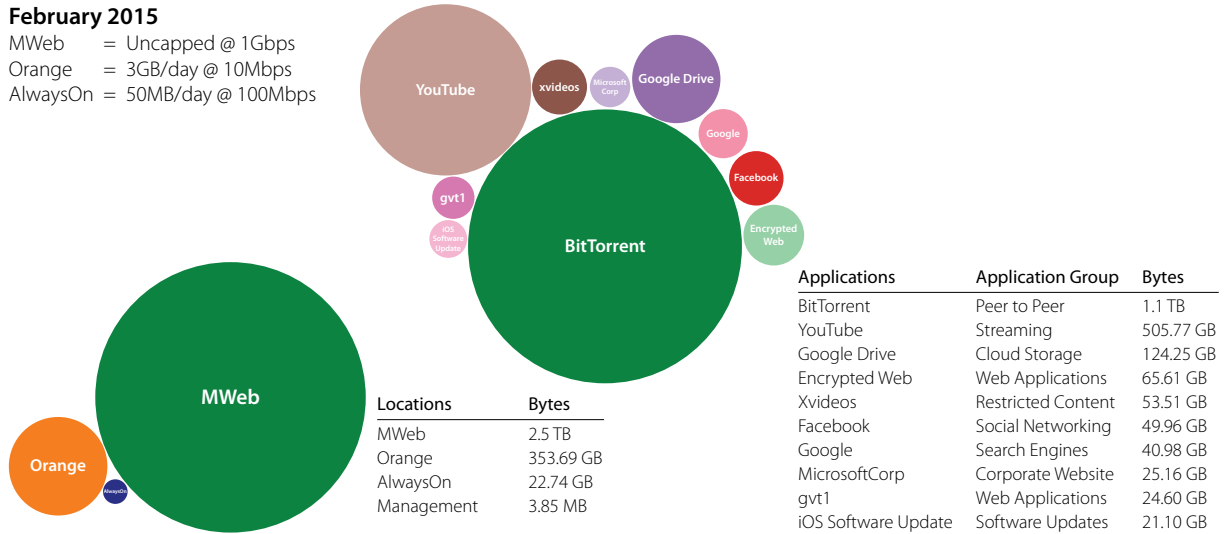 February 2015
MWeb = Uncapped @ 1Gbps
Orange = 3GB/day @ 10Mbps
AlwaysOn = 50MB/day @ 100Mbps
YouTube
xvideos
Microsoft
Corp
Google Drive
Google
Facebook
Encrypted
Web
gvt1
iOS
Software
Update
BitTorrent
MWeb
Orange
AlwaysOn
Locations Bytes
MWeb 2.5 TB
Orange 353.69 GB
AlwaysOn 22.74 GB
Management 3.85 MB
Applications Application Group Bytes
BitTorrent Peer to Peer 1.1 TB
YouTube Streaming 505.77 GB
Google Drive Cloud Storage 124.25 GB
Encrypted Web Web Applications 65.61 GB
Xvideos Restricted Content 53.51 GB
Facebook Social Networking 49.96 GB
Google Search Engines 40.98 GB
MicrosoftCorp Corporate Website 25.16 GB
gvt1 Web Applications 24.60 GB
iOS Software Update Software Updates 21.10 GB